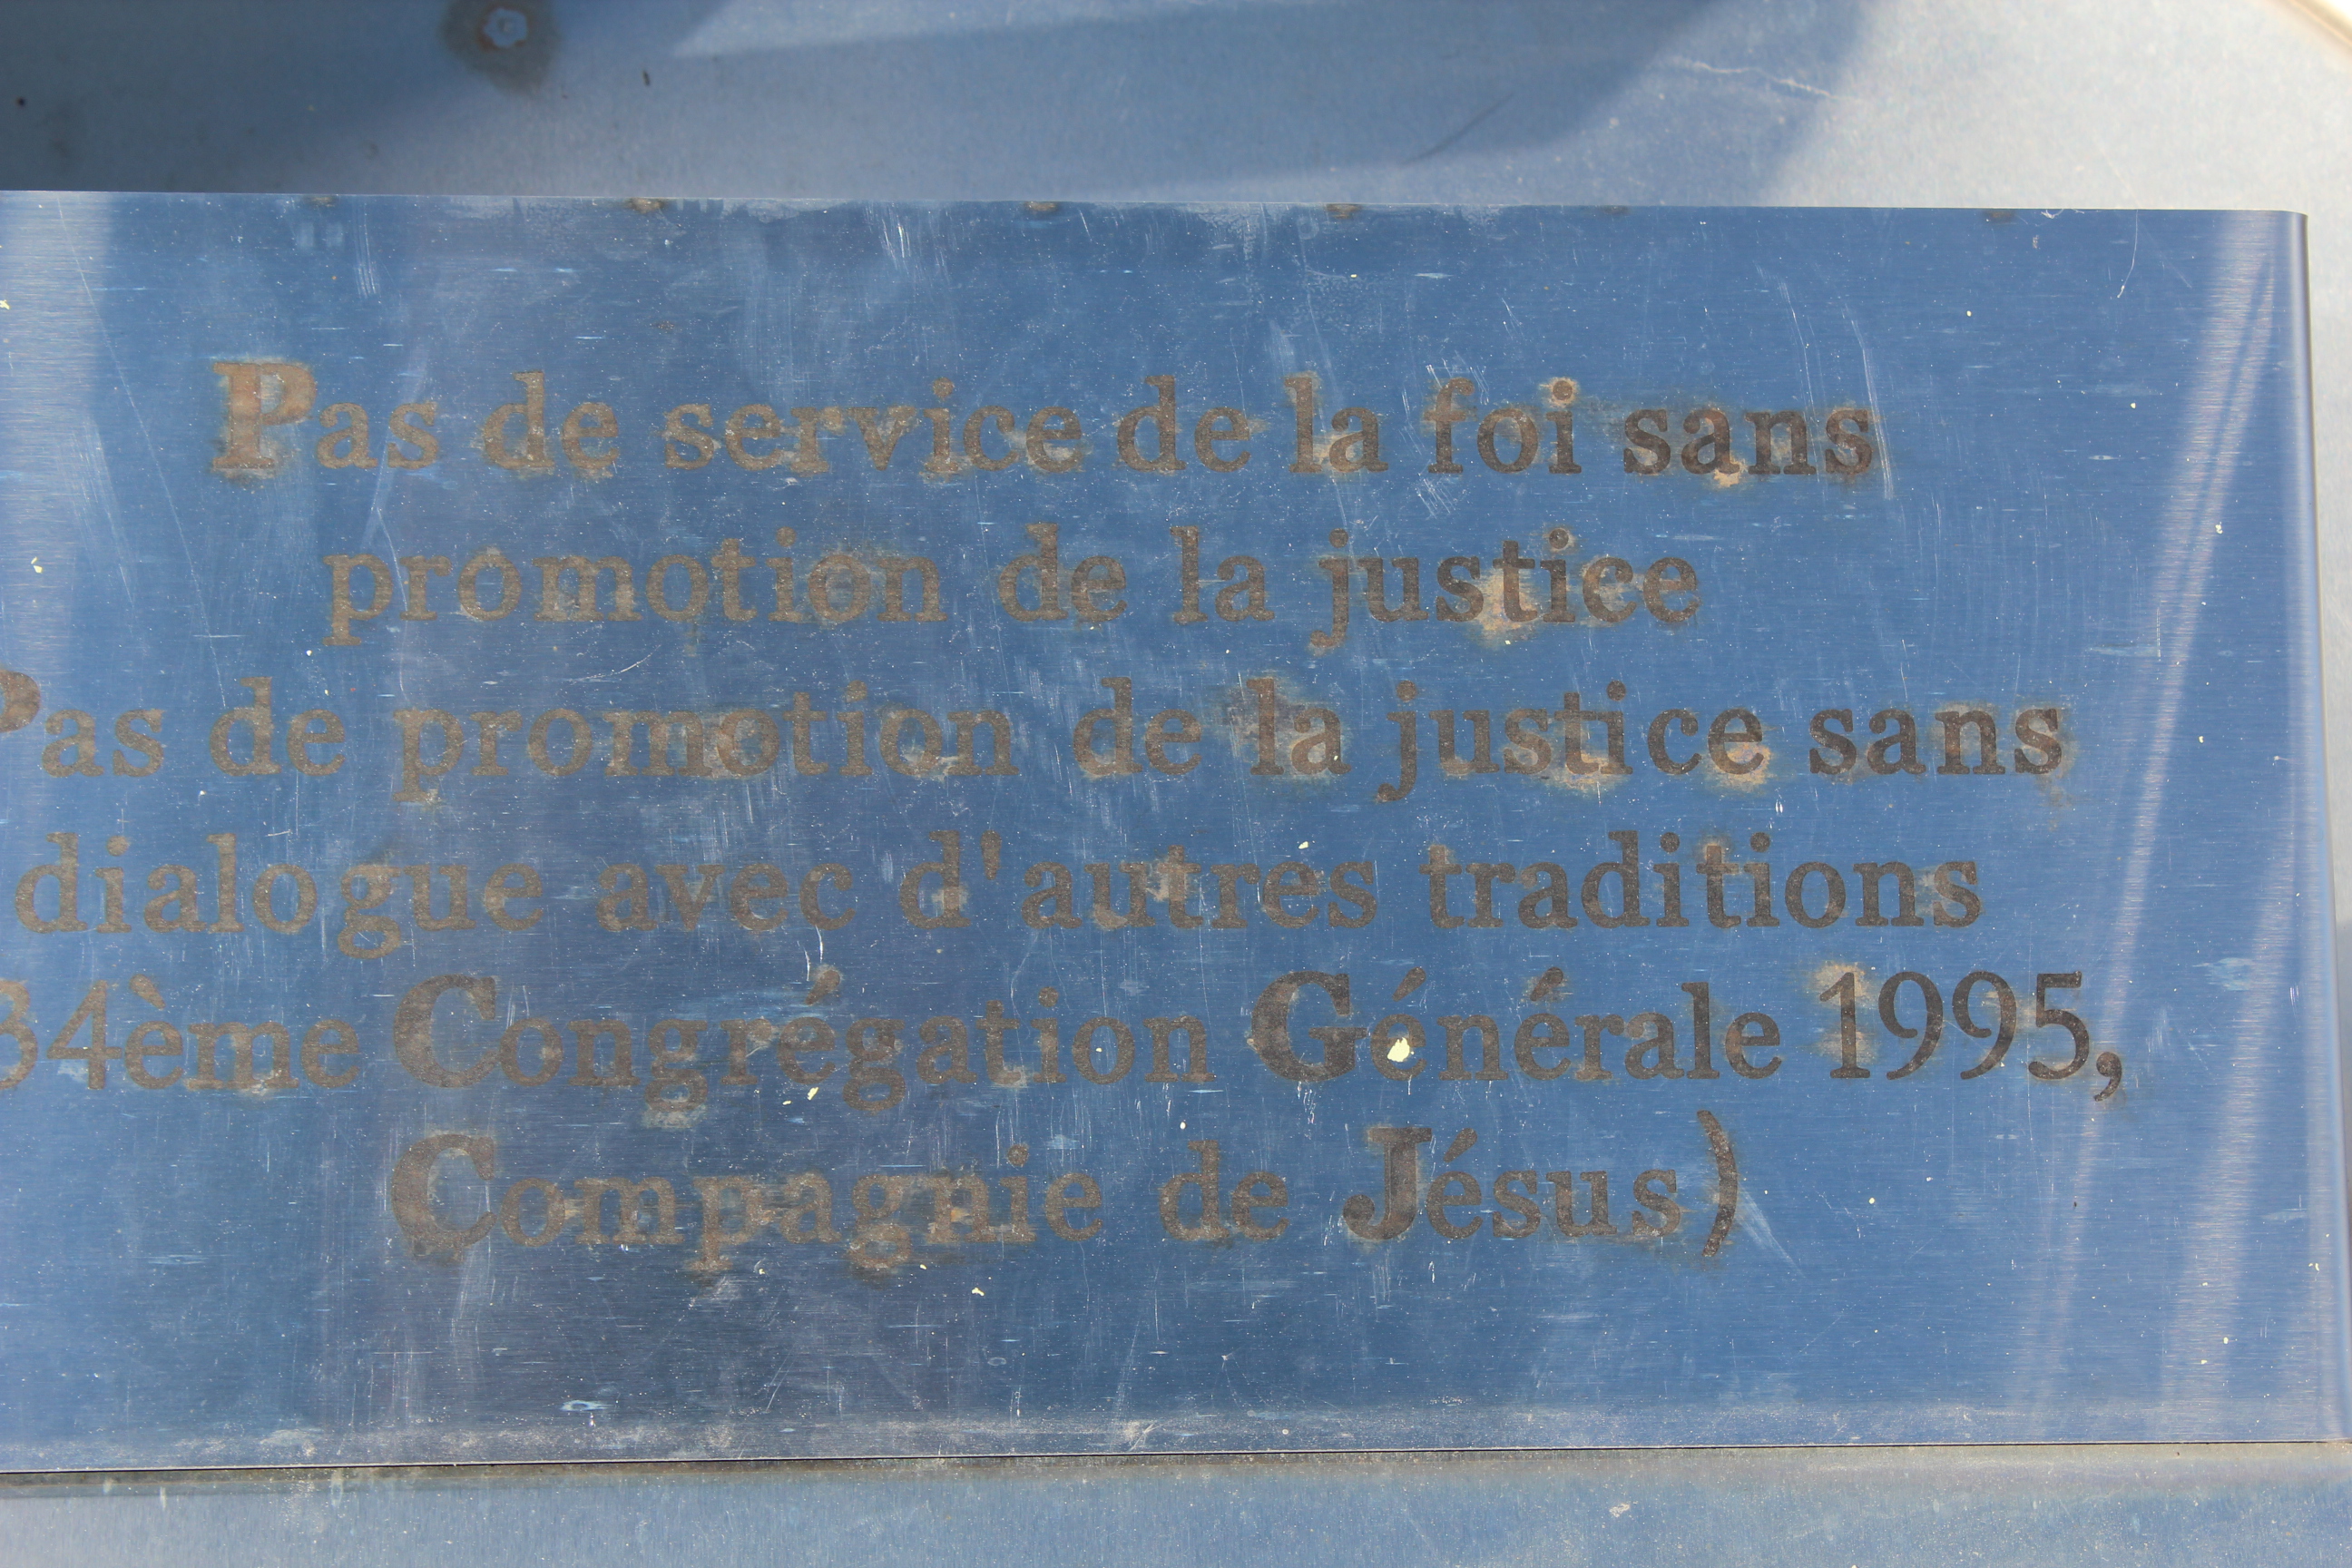 Pas de service de la foi sans
promotion de la justice
Pas de promotion de la justice sans
dialogue avec d'autres traditions
34ème Congrégation Générale 1995,
Compagnie de Jésus)